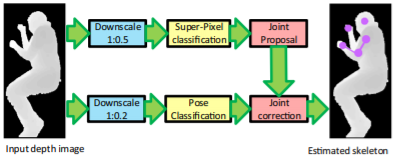 Downscale
1:0.5
Super-Pixel
classification
Joint
Proposal
Downscale
1:0.2
Pose
Classification
Joint
correction
Input depth image
Estimated skeleton